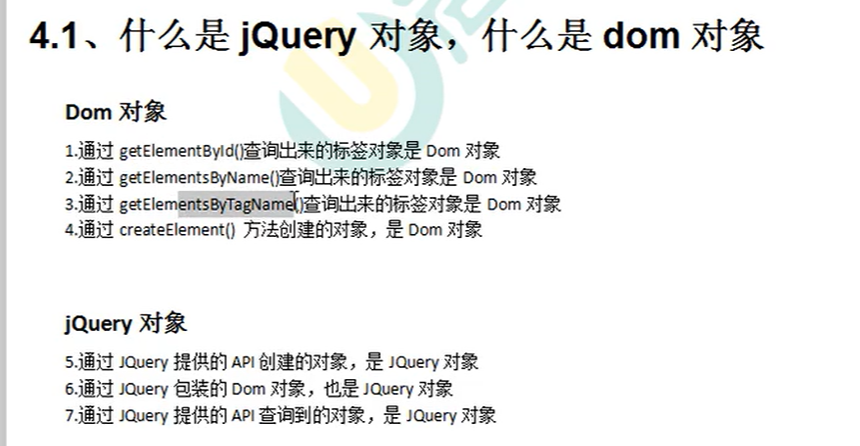 4.1、什么是 jQuery 对象，什么是 dom 对象
Dom 对象
1.通过 getElementById()查询出来的标签对象是 Dom 对象
2.通过 getElementsByName()查询出来的标签对象是 Dom 对象
3.通过 getElementsByTagName()查询出来的标签对象是 Dom 对象
4.通过 createElement() 方法创建的对象，是 Dom 对象
jQuery 对象
5.通过 JQuery 提供的 API 创建的对象，是 JQuery 对象
6.通过 JQuery 包装的 Dom 对象，也是 JQuery 对象
7.通过 JQuery 提供的 API 查询到的对象，是 JQuery 对象